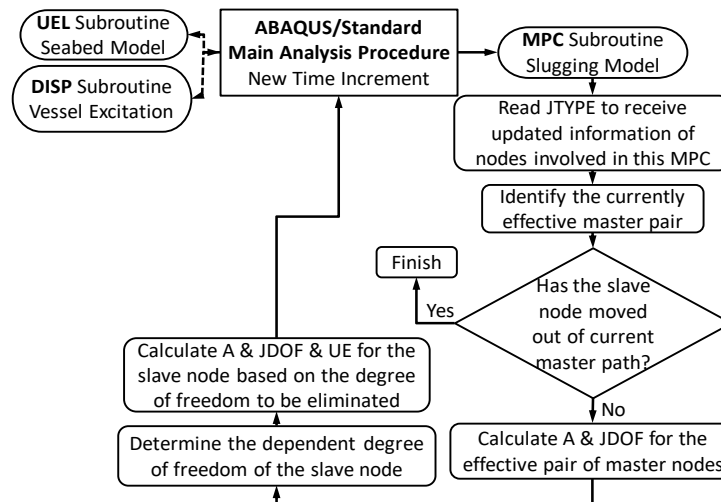 UEL Subroutine
Seabed Model
DISP Subroutine
Vessel Excitation
ABAQUS/Standard
Main Analysis Procedure
New Time Increment
MPC Subroutine
Slugging Model
Read JTYPE to receive
updated information of
nodes involved in this MPC
Identify the currently
effective master pair
Has the slave
node moved
out of current
master path?
Yes
Finish
No
Calculate A & JDOF for the
effective pair of master nodes
Determine the dependent degree
of freedom of the slave node
Calculate A & JDOF & UE for the
slave node based on the degree
of freedom to be eliminated